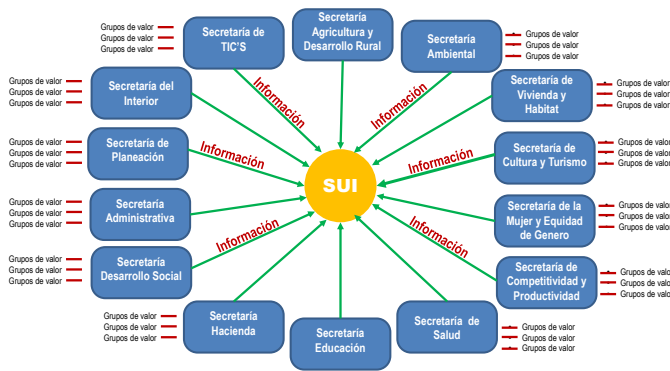 Grupos de valor
Grupos de valor
Grupos de valor
Secretaría de
TIC'S
Secretaría
Agricultura y
Desarrollo Rural
Secretaría
Ambiental
Grupos de valor
Grupos de valor
Grupos de valor
Grupos de valor
Grupos de valor
Grupos de valor
Secretaría del
Interior
Información
Información
Secretaría de
Vivienda y
Habitat
Grupos de valor
Grupos de valor
Grupos de valor
Grupos de valor
Grupos de valor
Grupos de valor
Secretaría de
Planeación
Información
SUI
Información
Secretaría de
Cultura y Turismo
Grupos de valor
Grupos de valor
Grupos de valor
Grupos de valor
Grupos de valor
Grupos de valor
Secretaría
Administrativa
Secretaría de la
Mujer y Equidad
de Genero
Grupos de valor
Grupos de valor
Grupos de valor
Grupos de valor
Grupos de valor
Grupos de valor
Secretaría
Desarrollo Social
Información
Información
Secretaría de
Competitividad y
Productividad
Grupos de valor
Grupos de valor
Grupos de valor
Grupos de valor
Grupos de valor
Grupos de valor
Secretaría
Hacienda
Secretaría
Educación
Secretaría de
Salud
Grupos de valor
Grupos de valor
Grupos de valor